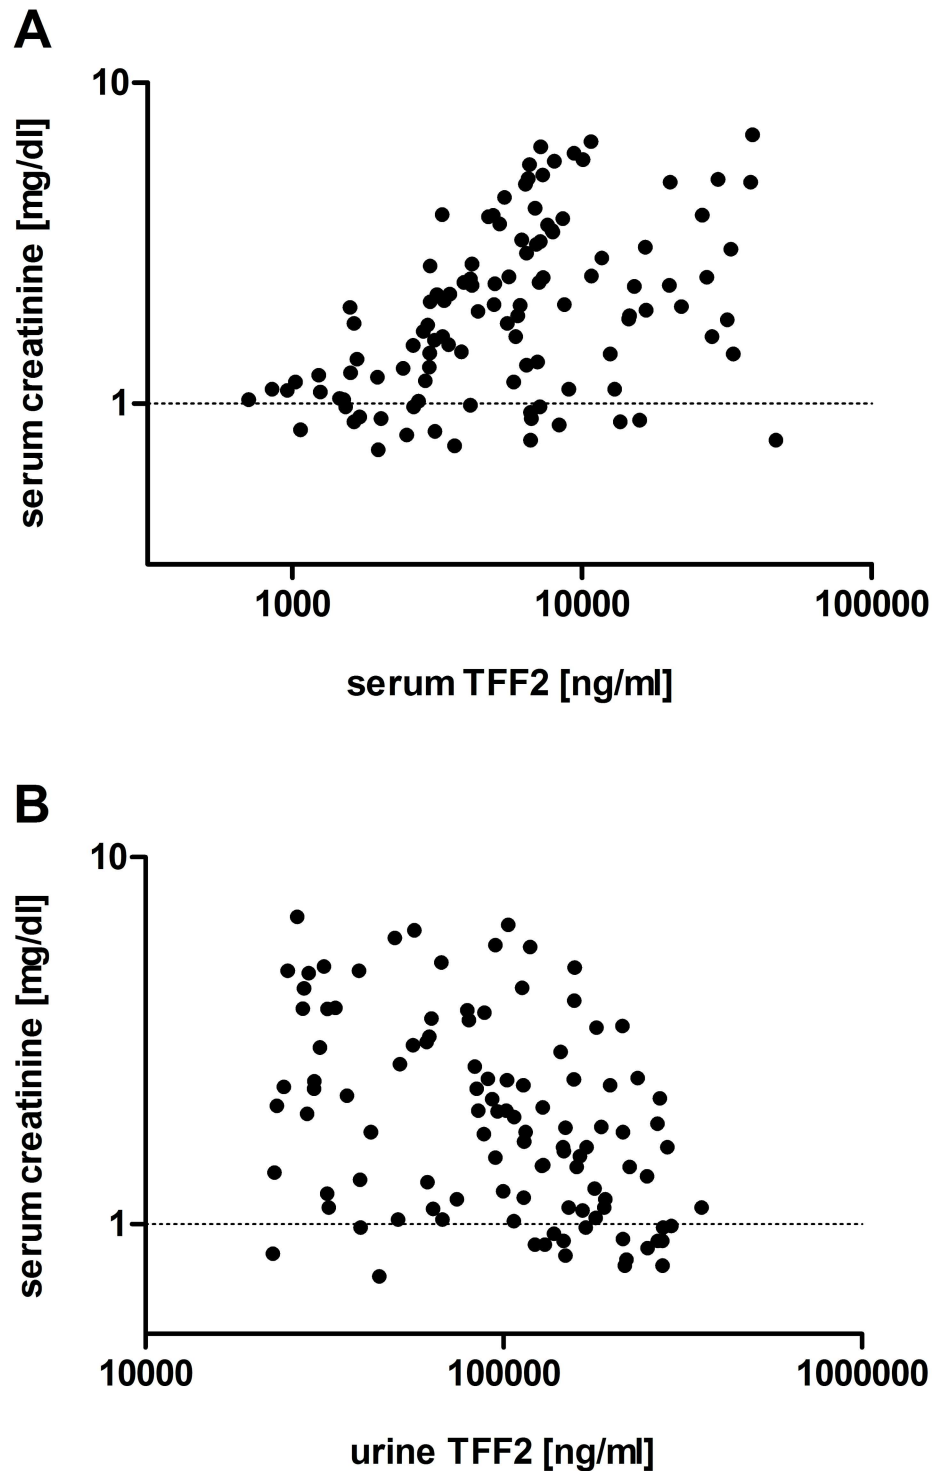 A
10
serum creatinine [mg/dl]
1
1000 10000 100000
serum TFF2 [ng/ml]
B
10
serum creatinine [mg/dl]
1
10000 100000 1000000
urine TFF2 [ng/ml]